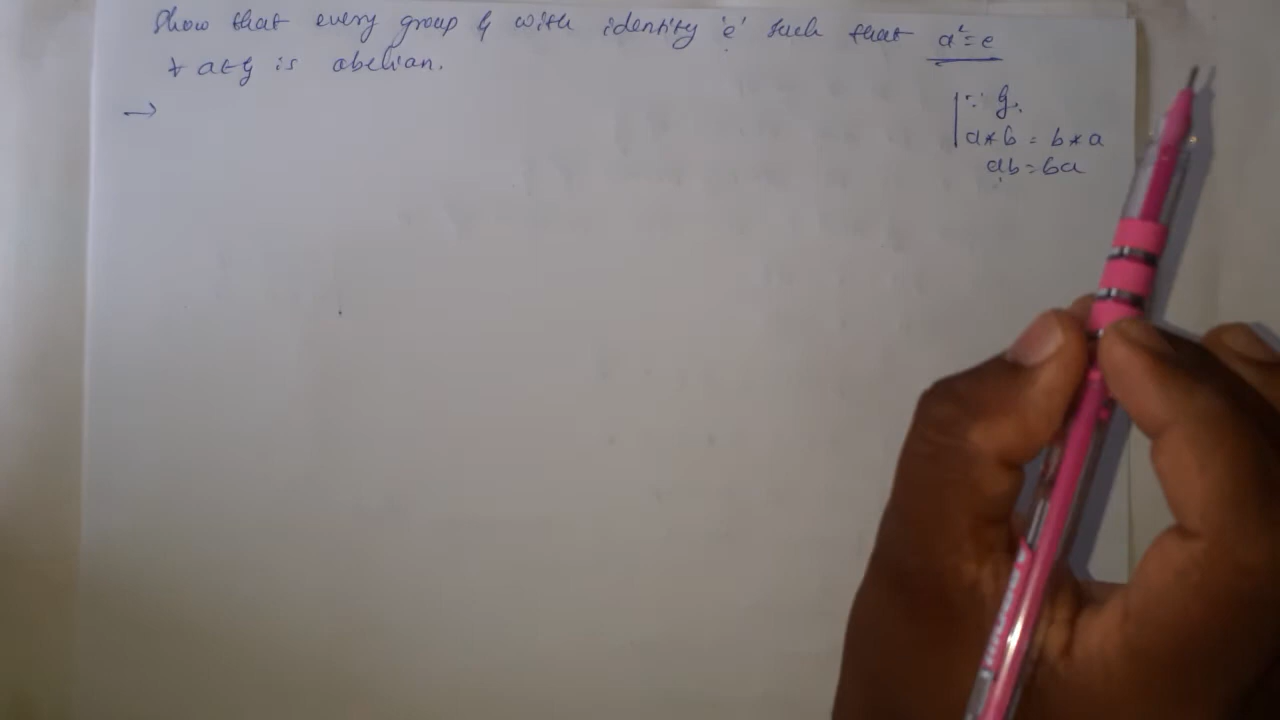 Show that every group G with identity 'e' such that a²=e
∀ a∈G is abelian.
→
∵ G.
a*b = b*a
ab=ba